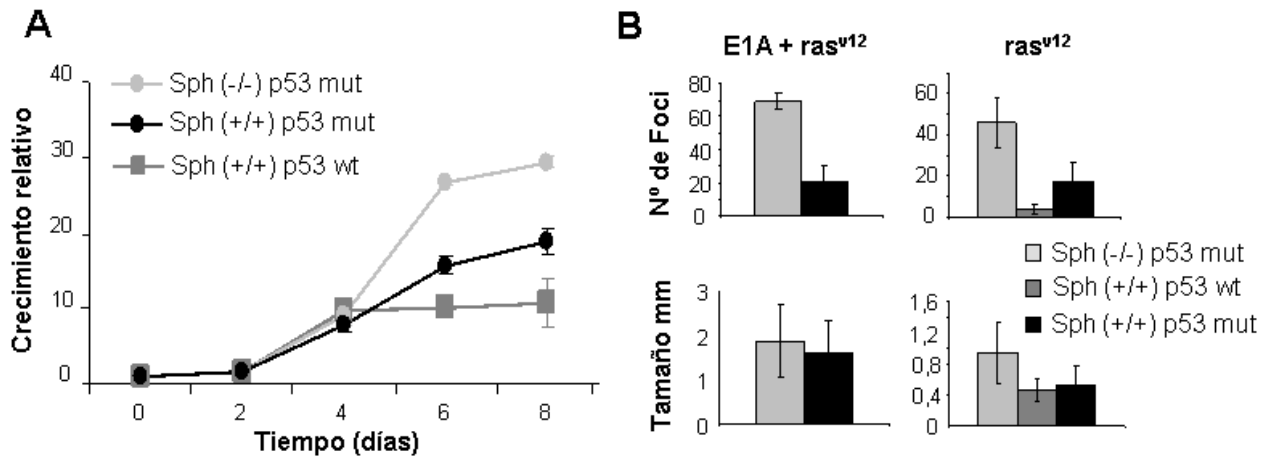 A
Crecimiento relativo
40
30
20
10
0
Sph (-/-) p53 mut
Sph (+/+) p53 mut
Sph (+/+) p53 wt
0 2 4 6 8
Tiempo (días)
B
E1A + rasᵛ¹²
rasᵛ¹²
Nº de Foci
80
70
60
40
20
0
60
40
20
0
Tamaño mm
3
2
1
0
1,6
1,2
0,8
0,4
0
Sph (-/-) p53 mut
Sph (+/+) p53 wt
Sph (+/+) p53 mut